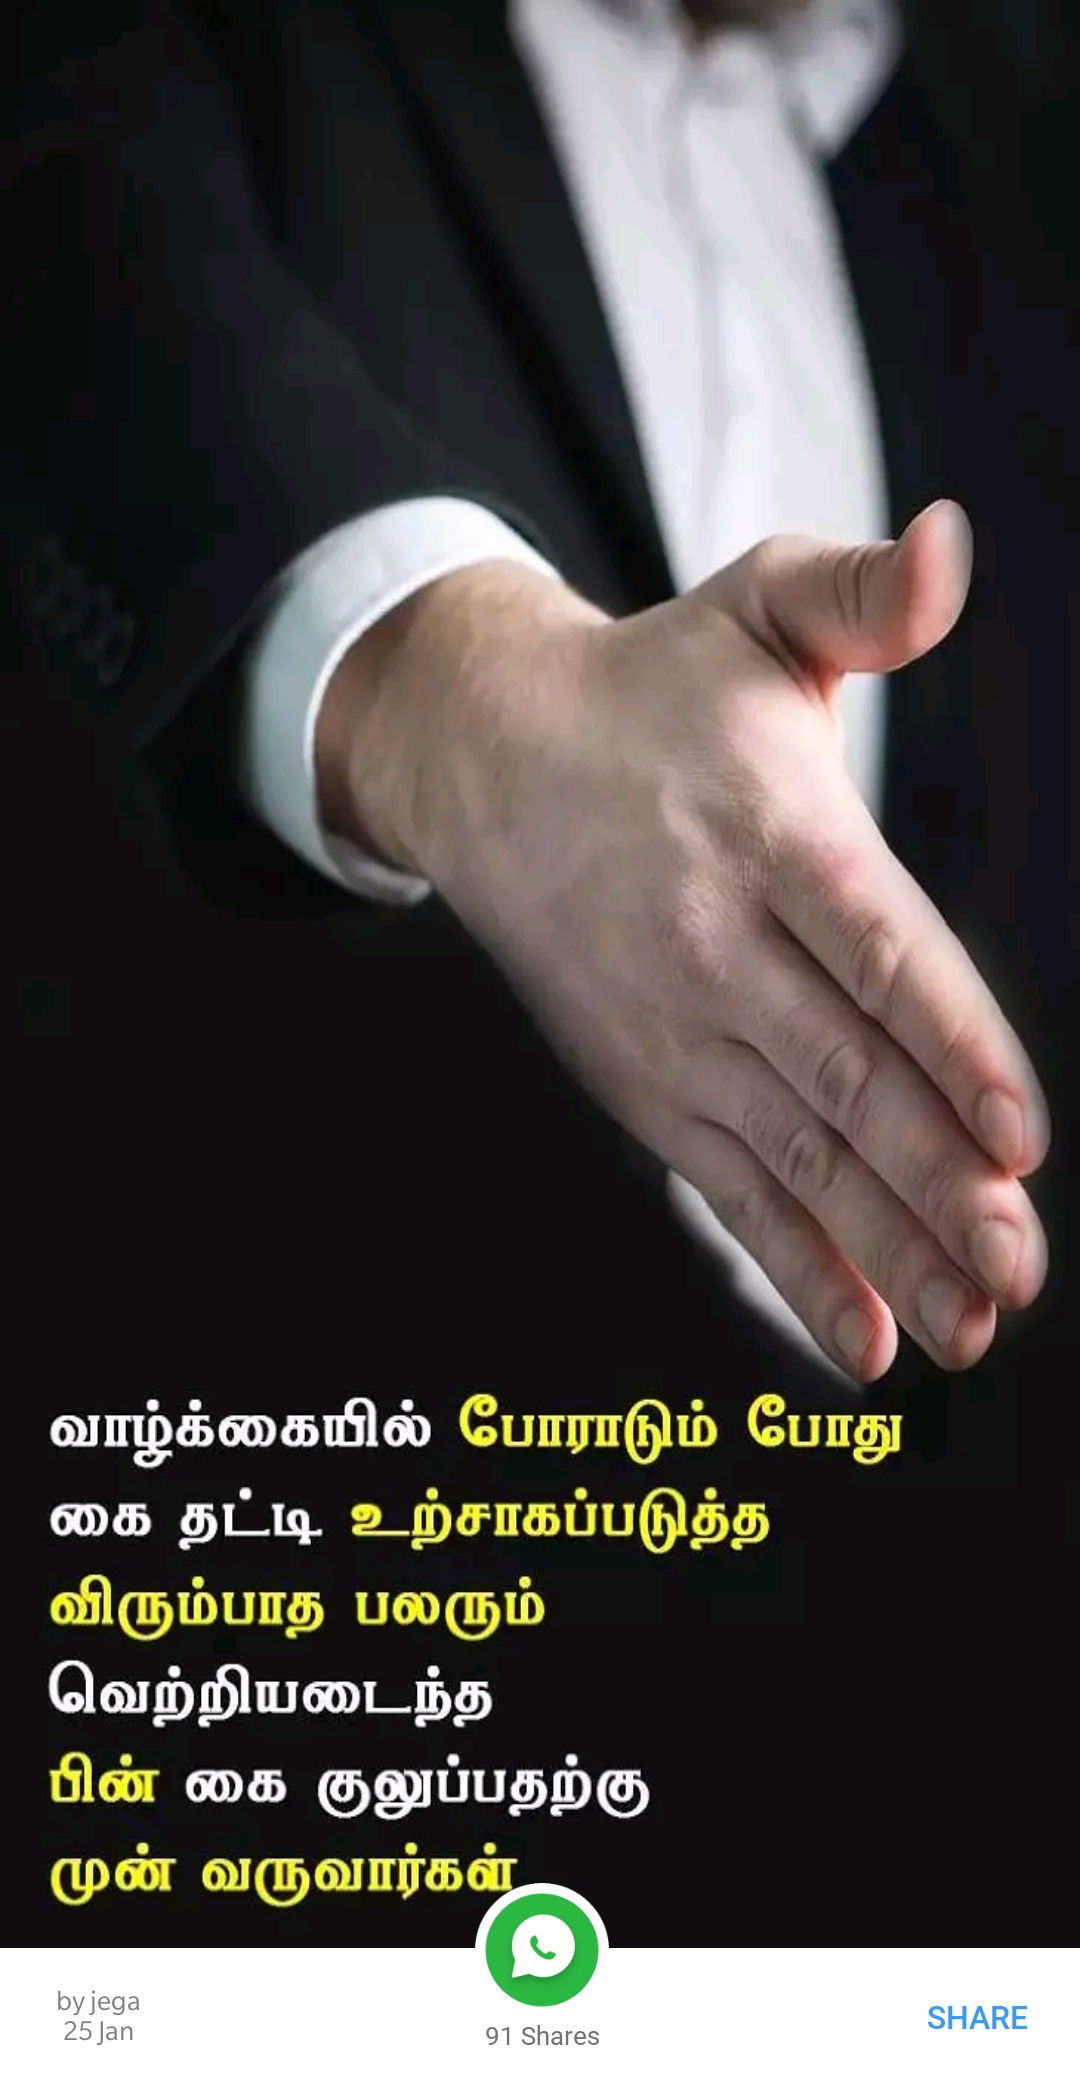 வாழ்க்கையில் போராடும் போது
கை தட்டி உற்சாகப்படுத்த
விரும்பாத பலரும்
வெற்றியடைந்த
பின் கை குலுப்பதற்கு
முன் வருவார்கள்
by jega
25 Jan
91 Shares
SHARE